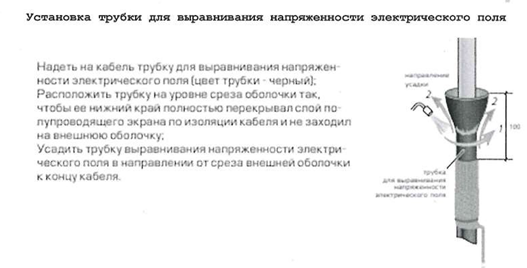 Установка трубки для выравнивания напряженности электрического поля
Надеть на кабель трубку для выравнивания напряжен-
ности электрического поля (цвет трубки - черный);
Расположить трубку на уровне среза оболочки так,
чтобы ее нижний край полностью перекрывал слой по-
лупроводящего экрана по изоляции кабеля и не заходил
на внешнюю оболочку;
Усадить трубку выравнивания напряженности электри-
ческого поля в направлении от среза внешней оболочки
к концу кабеля.
направление
усадки
2
2
1
100
трубка
для выравнивания
напряженности
электрического поля